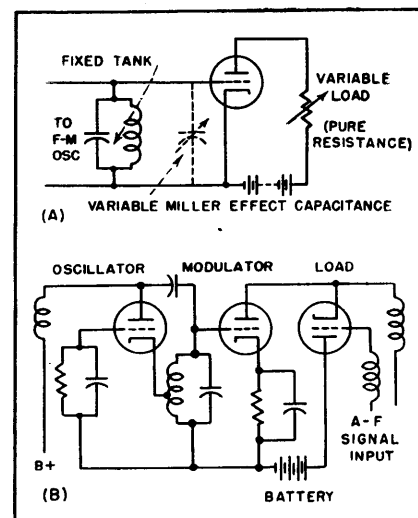 FIXED TANK
TO
F-M
OSC
VARIABLE
LOAD
(PURE
RESISTANCE)
VARIABLE MILLER EFFECT CAPACITANCE
(A)
OSCILLATOR
MODULATOR
LOAD
A-F
SIGNAL
INPUT
B+
BATTERY
(B)